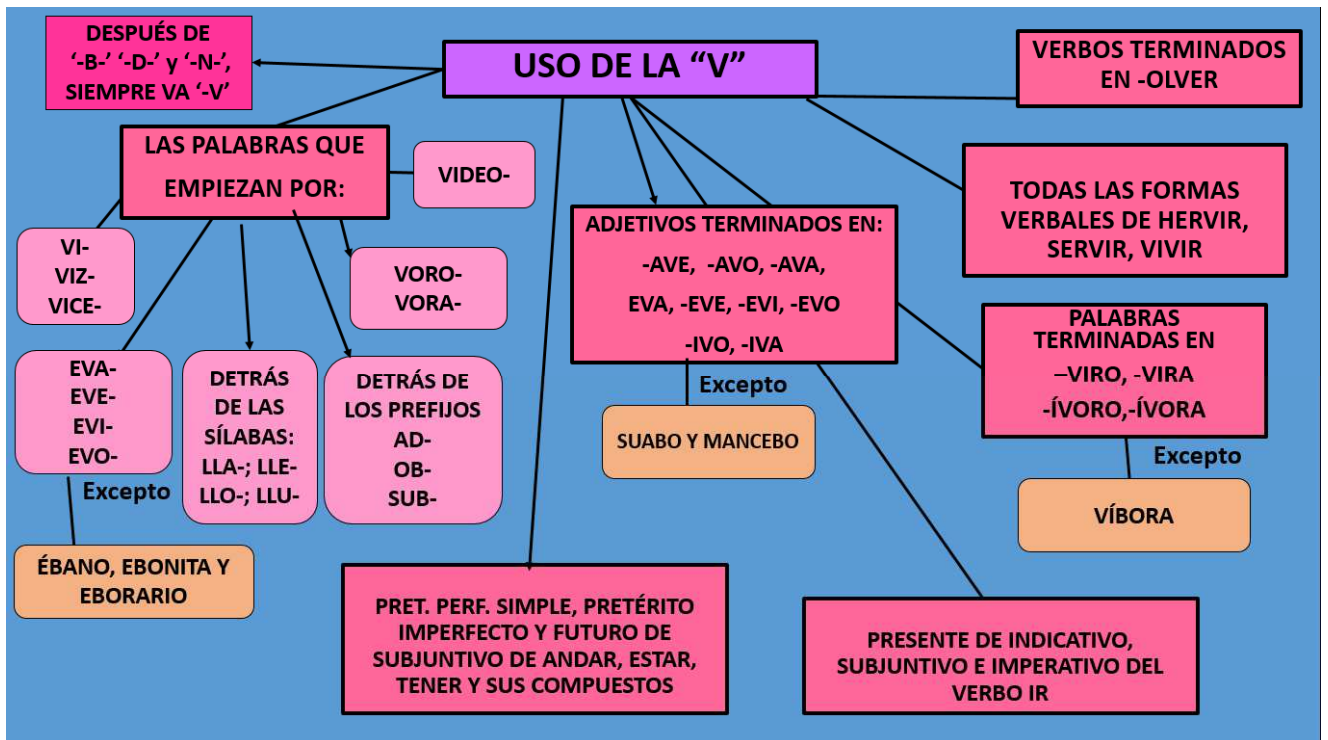 DESPUÉS DE
‘-B-’ ‘-D-’ y ‘-N-’,
SIEMPRE VA ‘-V’
USO DE LA “V”
VERBOS TERMINADOS
EN -OLVER
LAS PALABRAS QUE
EMPIEZAN POR:
VIDEO-
VI-
VIZ-
VICE-
VORO-
VORA-
EVA-
EVE-
EVI-
EVO-
Excepto
ÉBANO, EBONITA Y
EBORARIO
DETRÁS
DE LAS
SÍLABAS:
LLA-; LLE-
LLO-; LLU-
DETRÁS DE
LOS PREFIJOS
AD-
OB-
SUB-
ADJETIVOS TERMINADOS EN:
-AVE, -AVO, -AVA,
EVA, -EVE, -EVI, -EVO
-IVO, -IVA
Excepto
SUABO Y MANCEBO
TODAS LAS FORMAS
VERBALES DE HERVIR,
SERVIR, VIVIR
PALABRAS
TERMINADAS EN
–VIRO, -VIRA
-ÍVORO,-ÍVORA
Excepto
VÍBORA
PRET. PERF. SIMPLE, PRETÉRITO
IMPERFECTO Y FUTURO DE
SUBJUNTIVO DE ANDAR, ESTAR,
TENER Y SUS COMPUESTOS
PRESENTE DE INDICATIVO,
SUBJUNTIVO E IMPERATIVO DEL
VERBO IR